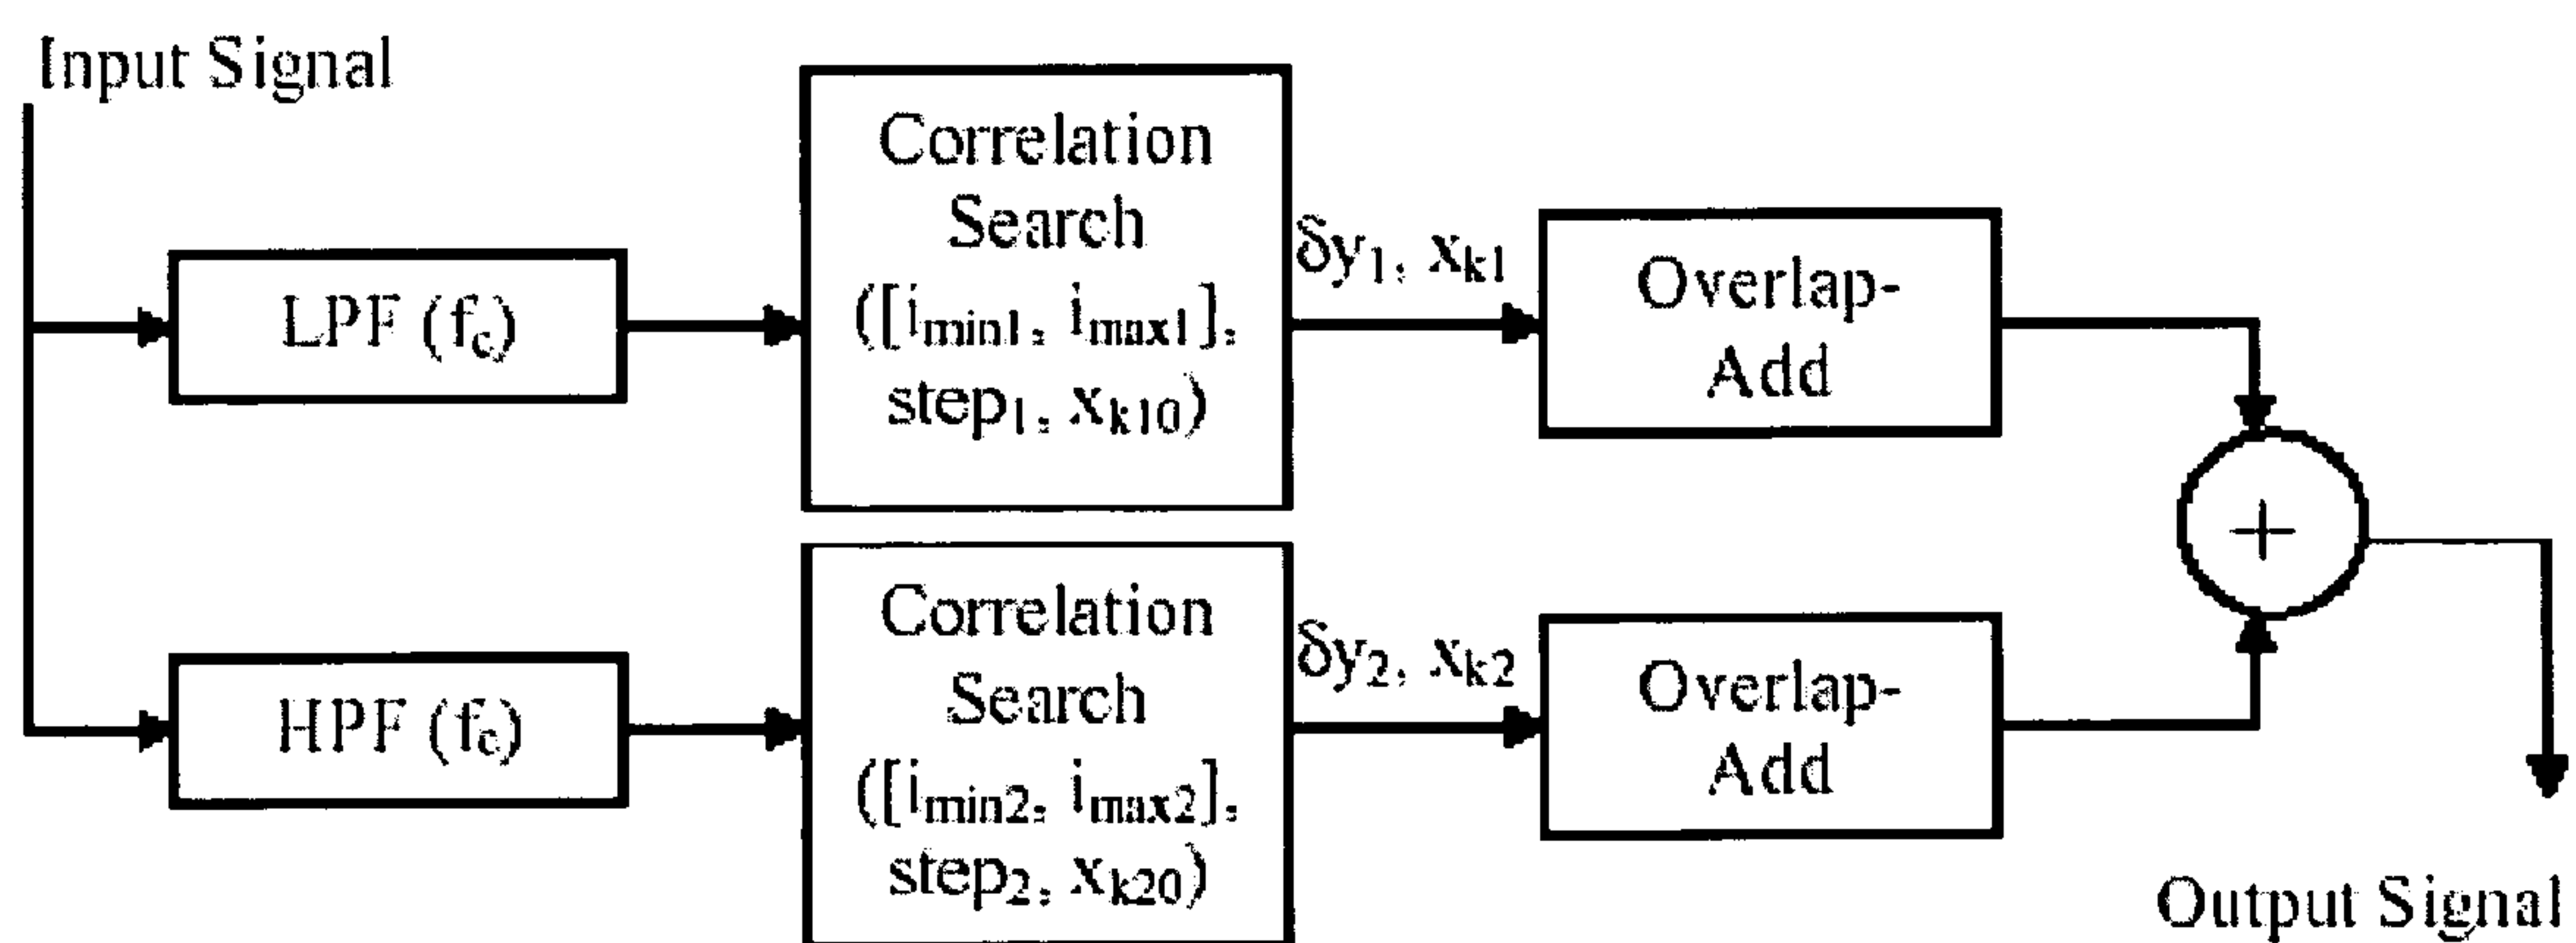 Input Signal
LPF (fc)
Correlation
Search
([imin1, imax1],
step1, xk10)
δy1, xk1
Overlap-
Add
+
HPF (fc)
Correlation
Search
([imin2, imax2],
step2, xk20)
δy2, xk2
Overlap-
Add
Output Signal